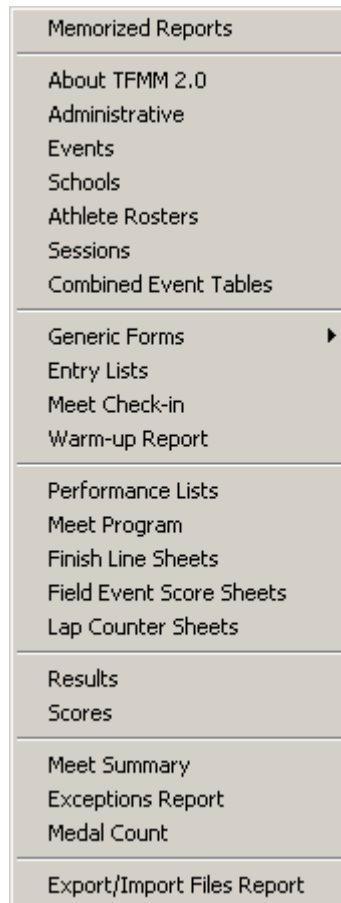 Memorized Reports
About TFMM 2.0
Administrative
Events
Schools
Athlete Rosters
Sessions
Combined Event Tables
Generic Forms
Entry Lists
Meet Check-in
Warm-up Report
Performance Lists
Meet Program
Finish Line Sheets
Field Event Score Sheets
Lap Counter Sheets
Results
Scores
Meet Summary
Exceptions Report
Medal Count
Export/Import Files Report